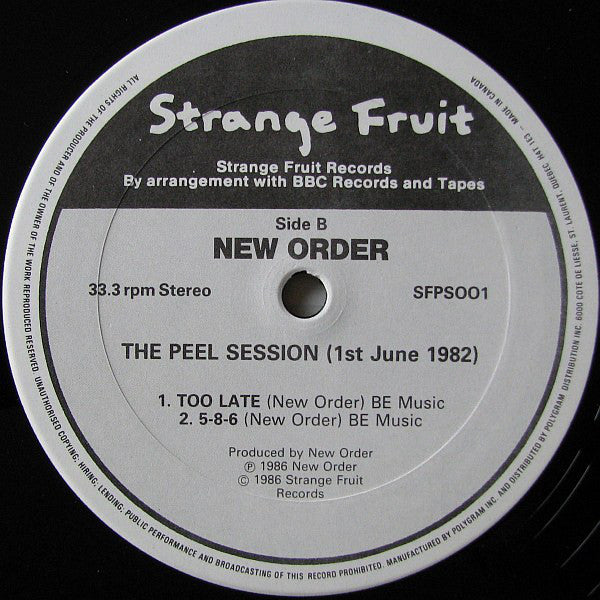 Strange Fruit
Strange Fruit Records
By arrangement with BBC Records and Tapes
Side B
NEW ORDER
33.3 rpm Stereo
SFPS001
THE PEEL SESSION (1st June 1982)
1. TOO LATE (New Order) BE Music
2. 5-8-6 (New Order) BE Music
Produced by New Order
℗ 1986 New Order
© 1986 Strange Fruit
Records
ALL RIGHTS OF THE PRODUCER AND OF THE OWNER OF THE WORK REPRODUCED RESERVED. UNAUTHORISED COPYING, HIRING, LENDING, PUBLIC PERFORMANCE AND BROADCASTING OF THIS RECORD PROHIBITED. MANUFACTURED BY POLYGRAM INC. AND DISTRIBUTED BY POLYGRAM DISTRIBUTION INC. 6000 COTE DE LIESSE, ST. LAURENT, QUEBEC H4T 1E3 – MADE IN CANADA